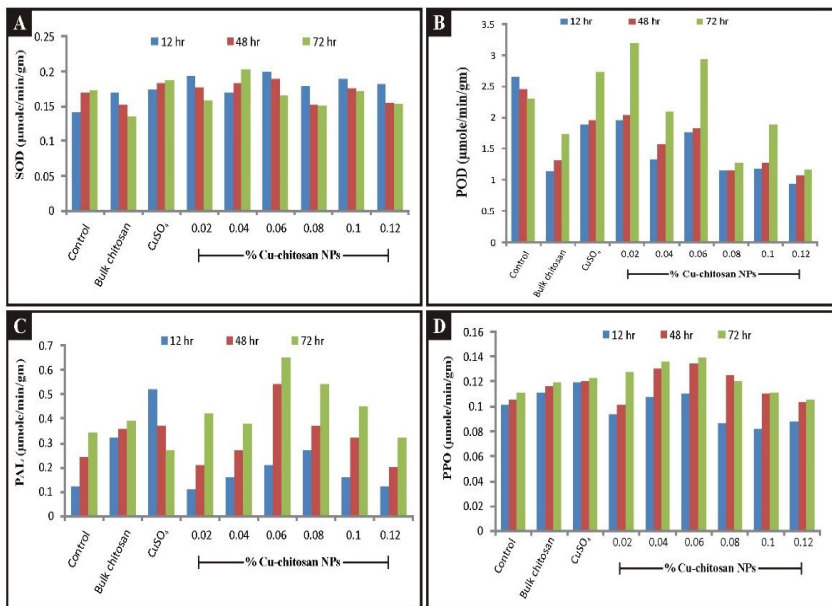 A
12 hr 48 hr 72 hr
SOD (µmole/min/gm)
0.25
0.2
0.15
0.1
0.05
0
Control
Bulk chitosan
CuSO₄
0.02 0.04 0.06 0.08 0.1 0.12
% Cu-chitosan NPs
B
12 hr 48 hr 72 hr
POD (µmole/min/gm)
3.5
3
2.5
2
1.5
1
0.5
0
Control
Bulk chitosan
CuSO₄
0.02 0.04 0.06 0.08 0.1 0.12
% Cu-chitosan NPs
C
12 hr 48 hr 72 hr
PAL (µmole/min/gm)
0.7
0.6
0.5
0.4
0.3
0.2
0.1
0
Control
Bulk chitosan
CuSO₄
0.02 0.04 0.06 0.08 0.1 0.12
% Cu-chitosan NPs
D
12 hr 48 hr 72 hr
PPO (µmole/min/gm)
0.16
0.14
0.12
0.1
0.08
0.06
0.04
0.02
0
Control
Bulk chitosan
CuSO₄
0.02 0.04 0.06 0.08 0.1 0.12
% Cu-chitosan NPs